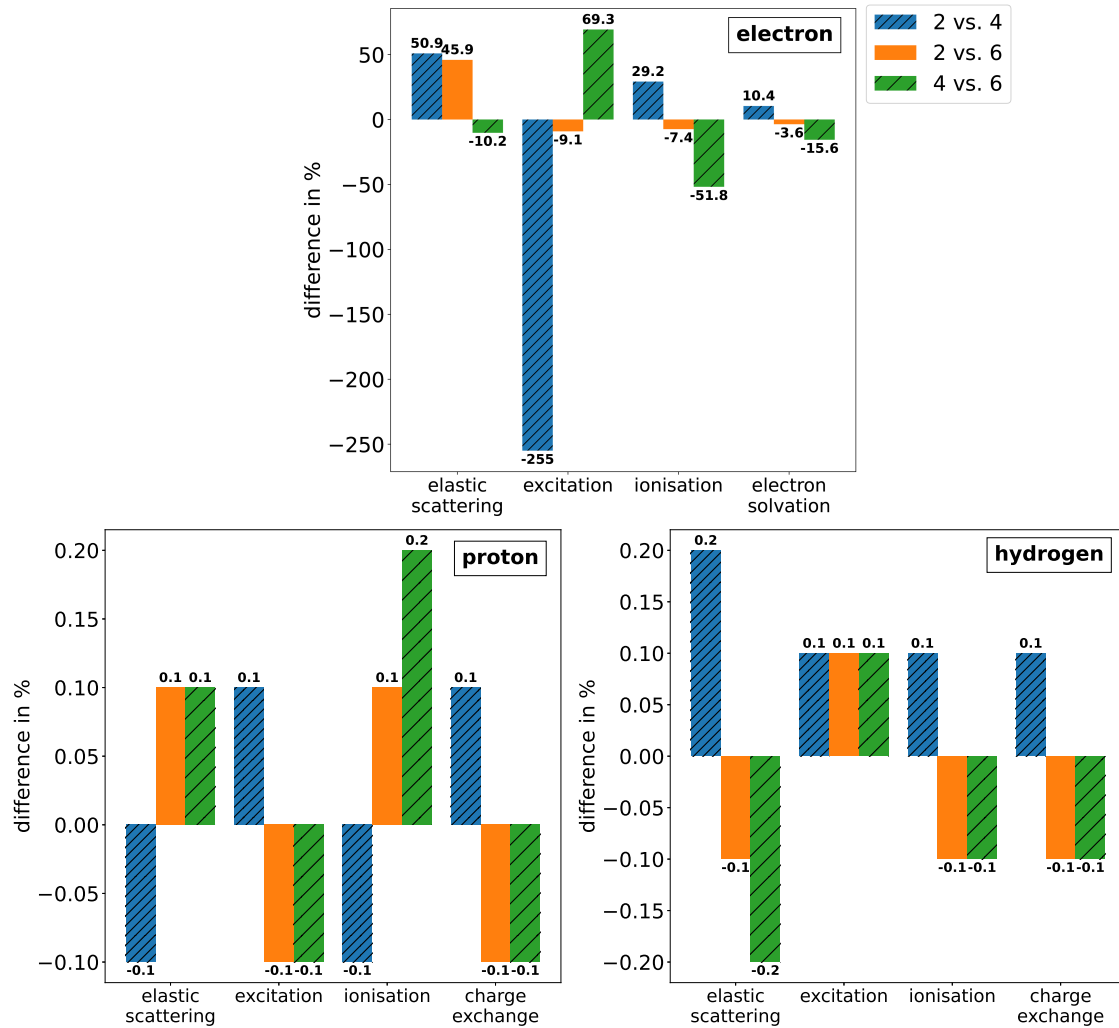 electron
2 vs. 4
2 vs. 6
4 vs. 6
difference in %
50
0
−50
−100
−150
−200
−250
50.9
45.9
-10.2
-255
-9.1
69.3
29.2
-7.4
-51.8
10.4
-3.6
-15.6
elastic
scattering
excitation
ionisation
electron
solvation
proton
difference in %
0.20
0.15
0.10
0.05
0.00
−0.05
−0.10
-0.1
0.1
0.1
0.1
-0.1
-0.1
-0.1
0.1
0.2
0.1
-0.1
-0.1
elastic
scattering
excitation
ionisation
charge
exchange
hydrogen
difference in %
0.20
0.15
0.10
0.05
0.00
−0.05
−0.10
−0.15
−0.20
0.2
-0.1
-0.2
0.1
0.1
0.1
0.1
-0.1
-0.1
0.1
-0.1
-0.1
elastic
scattering
excitation
ionisation
charge
exchange